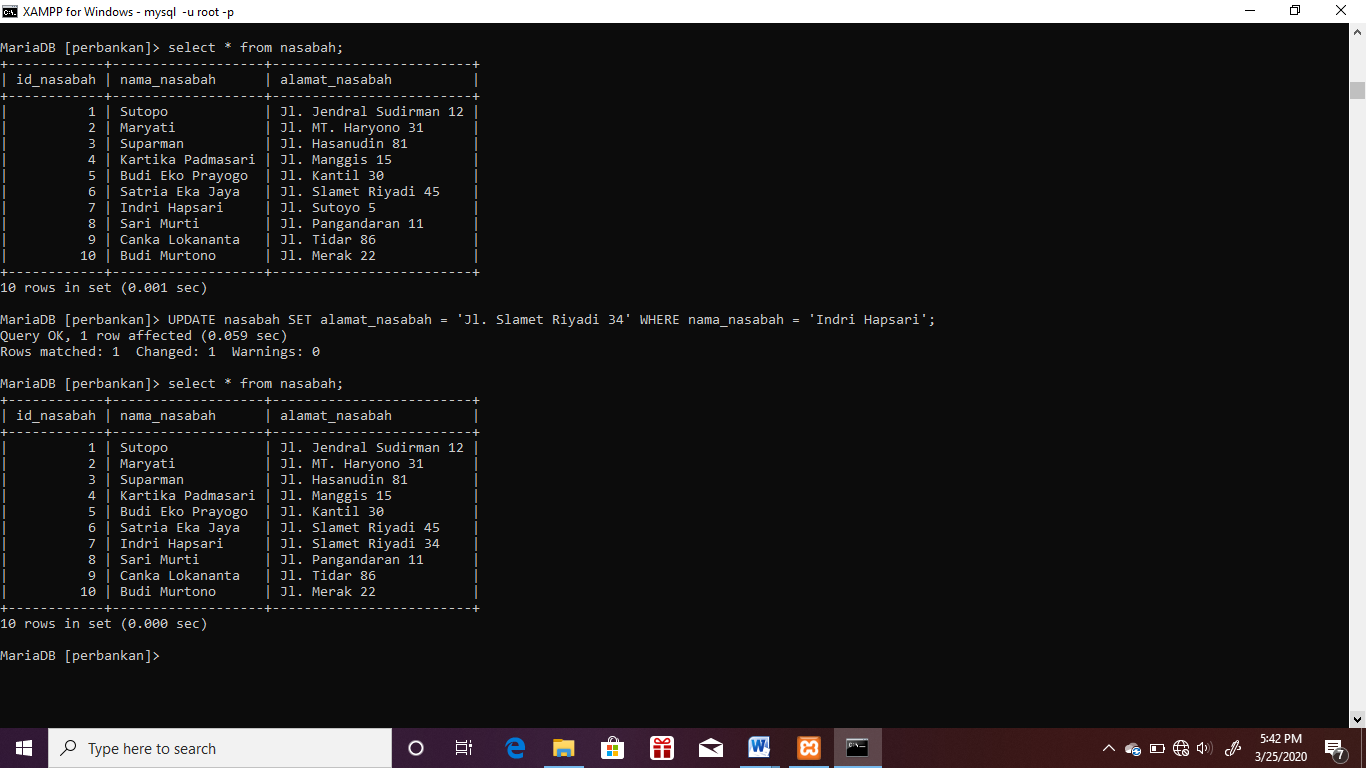 XAMPP for Windows - mysql  -u root -p
MariaDB [perbankan]> select * from nasabah;
+------------+-------------------+-------------------------+
| id_nasabah | nama_nasabah      | alamat_nasabah          |
+------------+-------------------+-------------------------+
|          1 | Sutopo            | Jl. Jendral Sudirman 12 |
|          2 | Maryati           | Jl. MT. Haryono 31      |
|          3 | Suparman          | Jl. Hasanudin 81        |
|          4 | Kartika Padmasari | Jl. Manggis 15          |
|          5 | Budi Eko Prayogo  | Jl. Kantil 30           |
|          6 | Satria Eka Jaya   | Jl. Slamet Riyadi 45    |
|          7 | Indri Hapsari     | Jl. Sutoyo 5            |
|          8 | Sari Murti        | Jl. Pangandaran 11      |
|          9 | Canka Lokananta   | Jl. Tidar 86            |
|         10 | Budi Murtono      | Jl. Merak 22            |
+------------+-------------------+-------------------------+
10 rows in set (0.001 sec)
MariaDB [perbankan]> UPDATE nasabah SET alamat_nasabah = 'Jl. Slamet Riyadi 34' WHERE nama_nasabah = 'Indri Hapsari';
Query OK, 1 row affected (0.059 sec)
Rows matched: 1  Changed: 1  Warnings: 0
MariaDB [perbankan]> select * from nasabah;
+------------+-------------------+-------------------------+
| id_nasabah | nama_nasabah      | alamat_nasabah          |
+------------+-------------------+-------------------------+
|          1 | Sutopo            | Jl. Jendral Sudirman 12 |
|          2 | Maryati           | Jl. MT. Haryono 31      |
|          3 | Suparman          | Jl. Hasanudin 81        |
|          4 | Kartika Padmasari | Jl. Manggis 15          |
|          5 | Budi Eko Prayogo  | Jl. Kantil 30           |
|          6 | Satria Eka Jaya   | Jl. Slamet Riyadi 45    |
|          7 | Indri Hapsari     | Jl. Slamet Riyadi 34    |
|          8 | Sari Murti        | Jl. Pangandaran 11      |
|          9 | Canka Lokananta   | Jl. Tidar 86            |
|         10 | Budi Murtono      | Jl. Merak 22            |
+------------+-------------------+-------------------------+
10 rows in set (0.000 sec)
MariaDB [perbankan]>
Type here to search
5:42 PM
3/25/2020
7